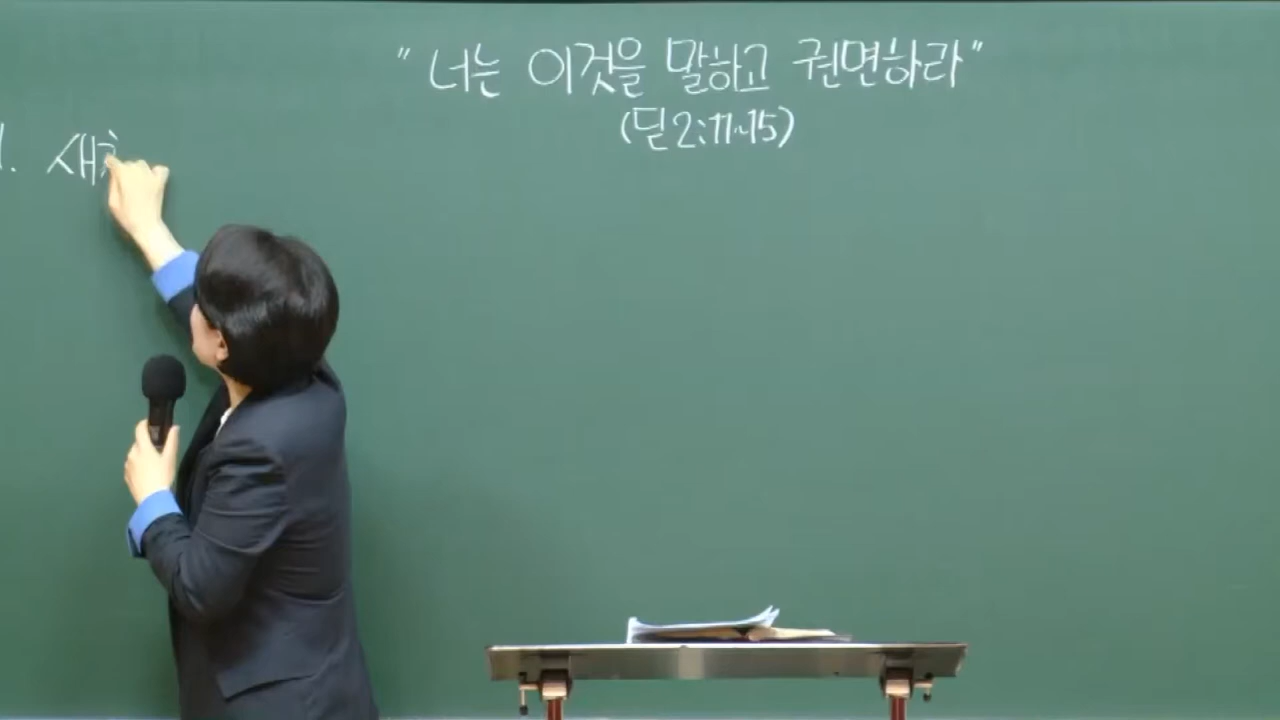 "너는 이것을 말하고 권면하라"
(딛2:11~15)
1. 새